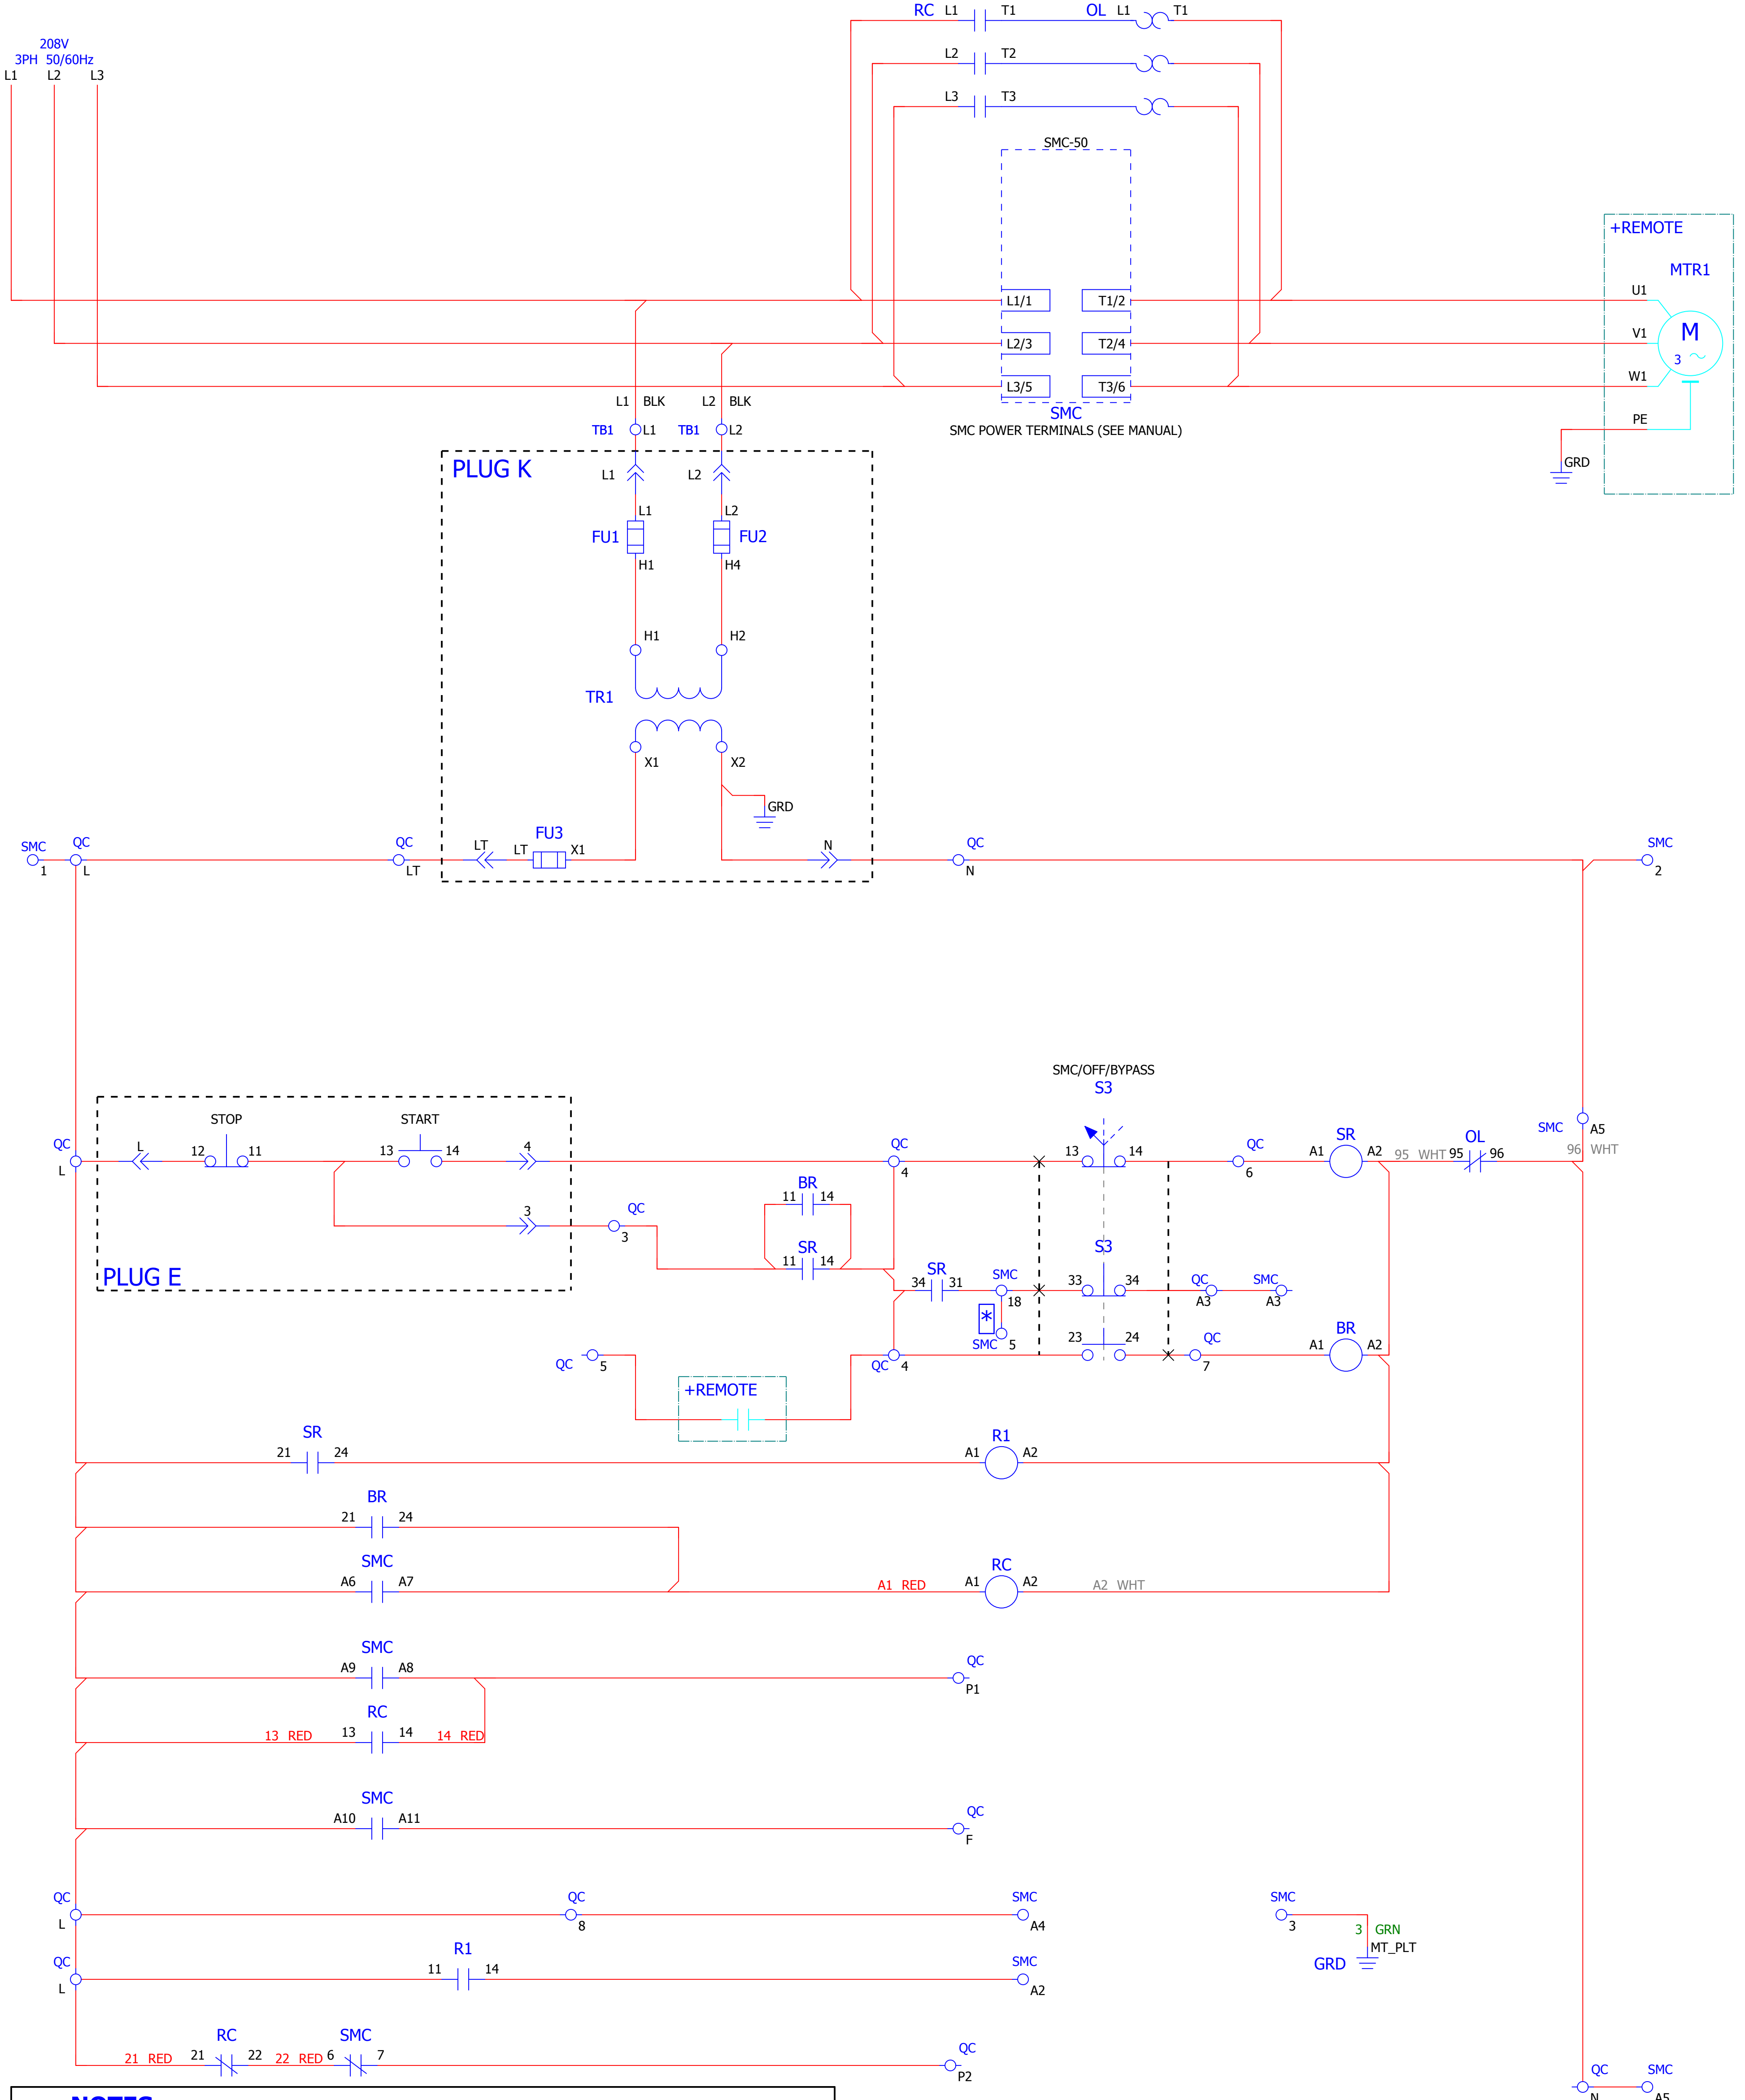 RC L1 T1 OL L1 T1
208V
3PH 50/60Hz
L1 L2 L3
L2 T2
L3 T3
SMC-50
+REMOTE
MTR1
L1/1 T1/2 U1
L2/3 T2/4 V1 M
3
L3/5 T3/6 W1
L1 BLK L2 BLK
SMC
PE
TB1 L1 TB1 L2
SMC POWER TERMINALS (SEE MANUAL)
GRD
PLUG K
L1 L2
L1 L2
FU1 FU2
H1 H4
H1 H2
TR1
X1 X2
GRD
SMC QC QC LT LT FU3 X1 N QC SMC
1 L LT N 2
SMC/OFF/BYPASS
S3
STOP START
SMC A5
QC L 12 11 13 14 4 QC 13 14 QC SR A1 A2 95 WHT 95 OL 96 96 WHT
L 4 6
BR
11 14
3 QC
3
SR
11 14
S3
PLUG E
SR
34 31 SMC 33 34 QC SMC
18 A3 A3
*
SMC 5 23 24 QC BR
A1 A2
QC 5 QC 4 7
+REMOTE
SR
21 24
R1
A1 A2
BR
21 24
SMC
A6 A7
RC
A1 RED A1 A2 A2 WHT
SMC
A9 A8
QC
P1
RC
13 RED 13 14 14 RED
SMC
A10 A11
QC
F
QC QC SMC SMC
L 8 A4 3
3 GRN
MT_PLT
GRD
QC R1 SMC
11 14
L A2
RC SMC
21 RED 21 22 22 RED 6 7
QC
P2
QC SMC
N A5
NOTES